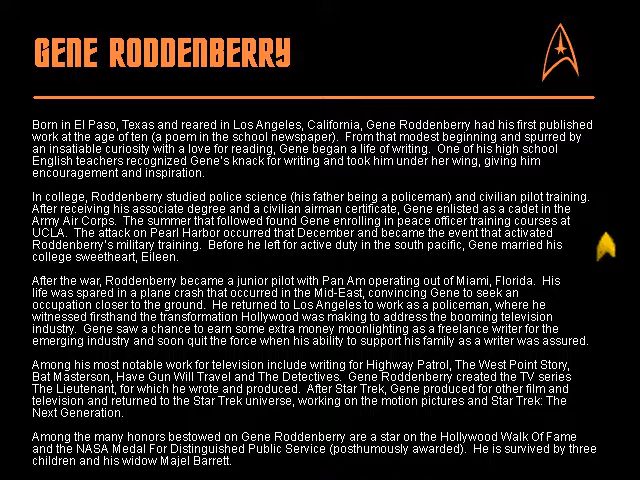 GENE RODDENBERRY
Born in El Paso, Texas and reared in Los Angeles, California, Gene Roddenberry had his first published
work at the age of ten (a poem in the school newspaper).  From that modest beginning and spurred by
an insatiable curiosity with a love for reading, Gene began a life of writing.  One of his high school
English teachers recognized Gene's knack for writing and took him under her wing, giving him
encouragement and inspiration.
In college, Roddenberry studied police science (his father being a policeman) and civilian pilot training.
After receiving his associate degree and a civilian airman certificate, Gene enlisted as a cadet in the
Army Air Corps.  The summer that followed found Gene enrolling in peace officer training courses at
UCLA.  The attack on Pearl Harbor occurred that December and became the event that activated
Roddenberry's military training.  Before he left for active duty in the south pacific, Gene married his
college sweetheart, Eileen.
After the war, Roddenberry became a junior pilot with Pan Am operating out of Miami, Florida.  His
life was spared in a plane crash that occurred in the Mid-East, convincing Gene to seek an
occupation closer to the ground.  He returned to Los Angeles to work as a policeman, where he
witnessed firsthand the transformation Hollywood was making to address the booming television
industry.  Gene saw a chance to earn some extra money moonlighting as a freelance writer for the
emerging industry and soon quit the force when his ability to support his family as a writer was assured.
Among his most notable work for television include writing for Highway Patrol, The West Point Story,
Bat Masterson, Have Gun Will Travel and The Detectives.  Gene Roddenberry created the TV series
The Lieutenant, for which he wrote and produced.  After Star Trek, Gene produced for other film and
television and returned to the Star Trek universe, working on the motion pictures and Star Trek: The
Next Generation.
Among the many honors bestowed on Gene Roddenberry are a star on the Hollywood Walk Of Fame
and the NASA Medal For Distinguished Public Service (posthumously awarded).  He is survived by three
children and his widow Majel Barrett.